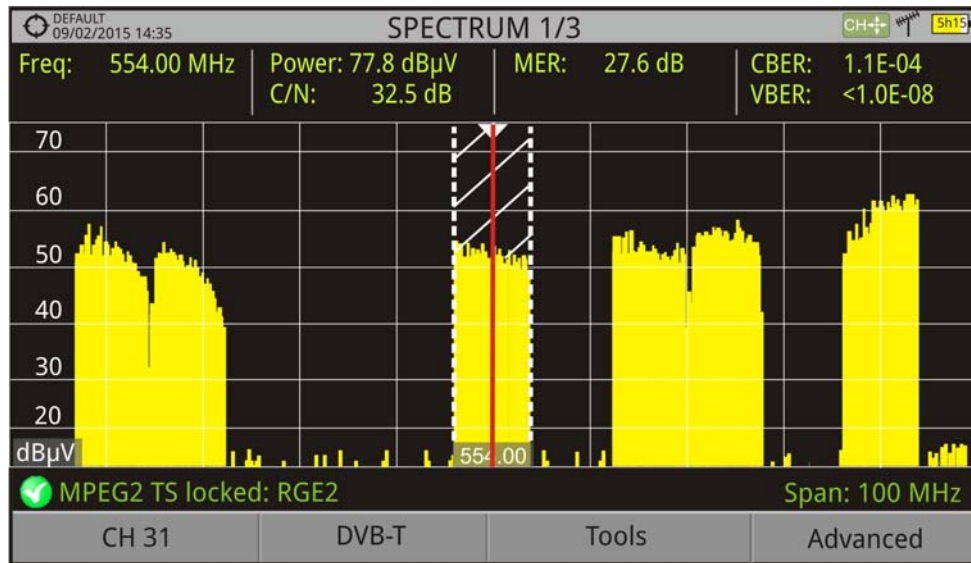 DEFAULT
09/02/2015 14:35
SPECTRUM 1/3
CH
5h15
Freq: 554.00 MHz
Power: 77.8 dBµV
C/N: 32.5 dB
MER: 27.6 dB
CBER: 1.1E-04
VBER: <1.0E-08
70
60
50
40
30
20
dBµV
554.00
MPEG2 TS locked: RGE2
Span: 100 MHz
CH 31
DVB-T
Tools
Advanced